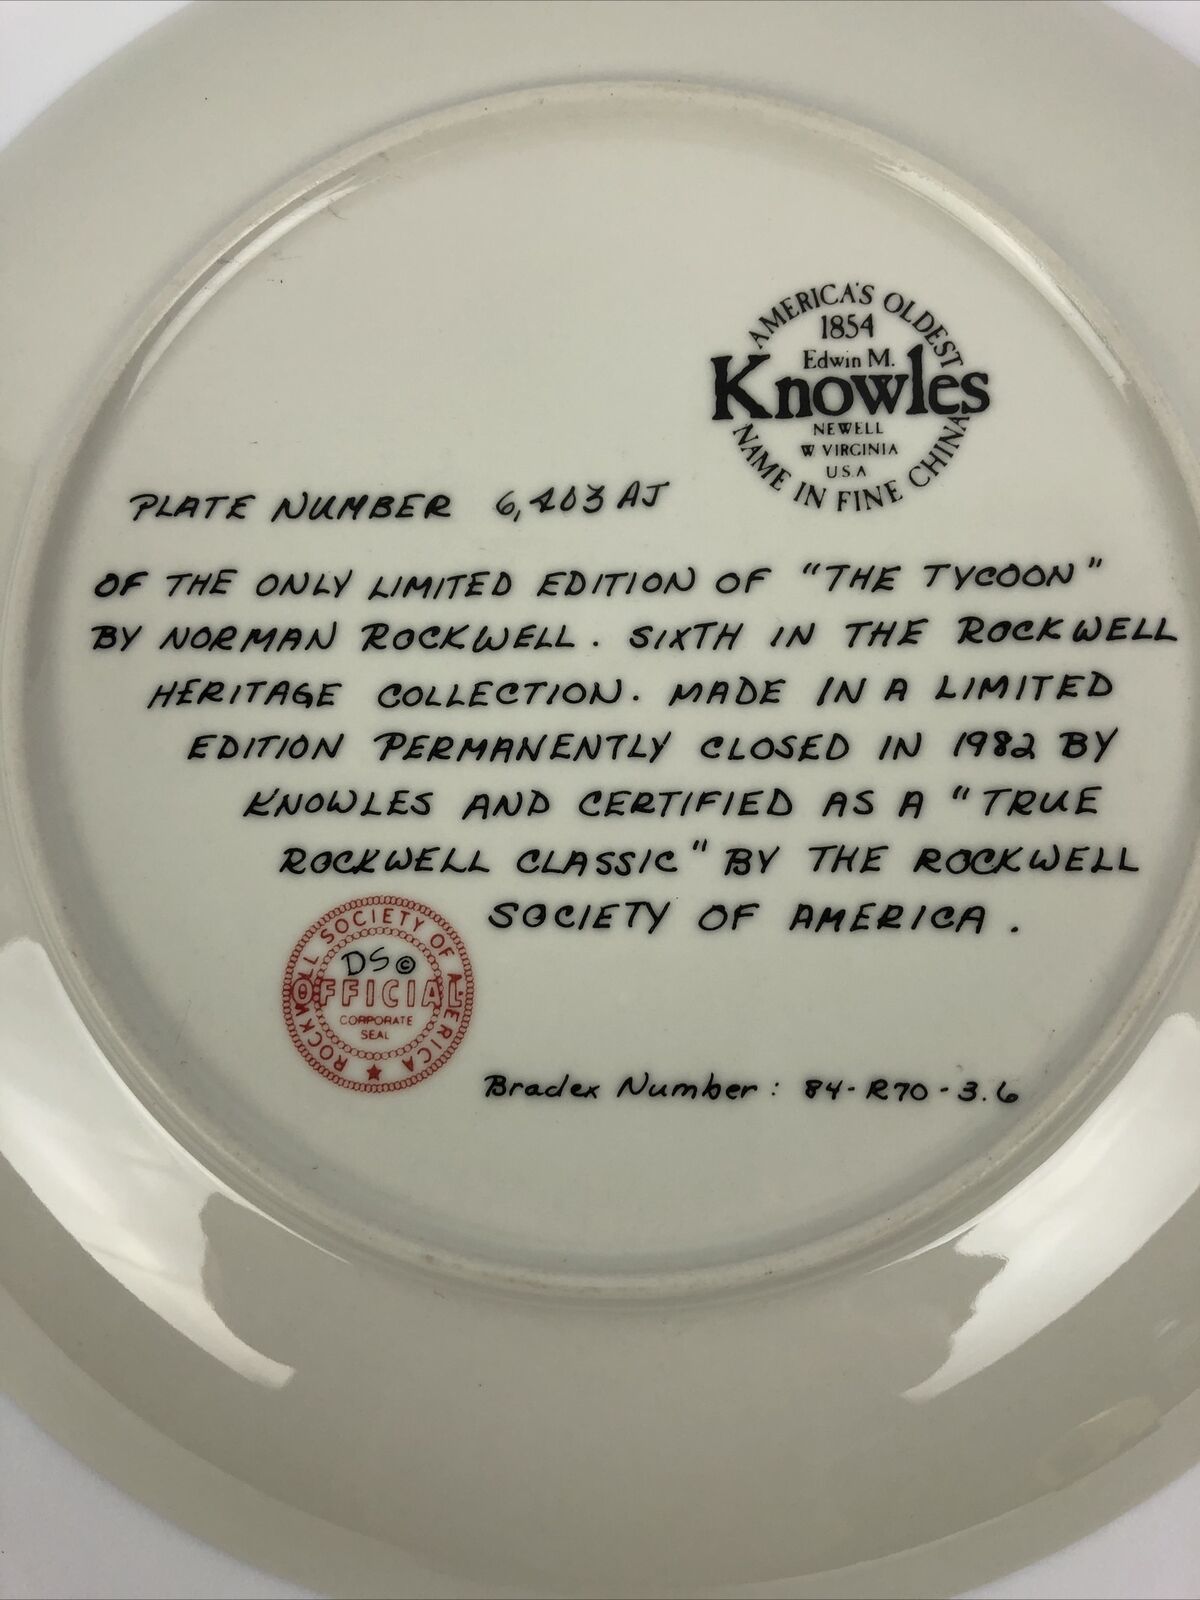 AMERICA'S OLDEST
1854
Edwin M.
Knowles
NEWELL
W VIRGINIA
U.S.A
NAME IN FINE CHINA
PLATE NUMBER 6,403 AJ
OF THE ONLY LIMITED EDITION OF "THE TYCOON"
BY NORMAN ROCKWELL. SIXTH IN THE ROCKWELL
HERITAGE COLLECTION. MADE IN A LIMITED
EDITION PERMANENTLY CLOSED IN 1982 BY
KNOWLES AND CERTIFIED AS A "TRUE
ROCKWELL CLASSIC" BY THE ROCKWELL
SOCIETY OF AMERICA.
ROCKWELL SOCIETY OF AMERICA
DS ©
OFFICIAL
CORPORATE
SEAL
Bradex Number: 84-R70-3.6